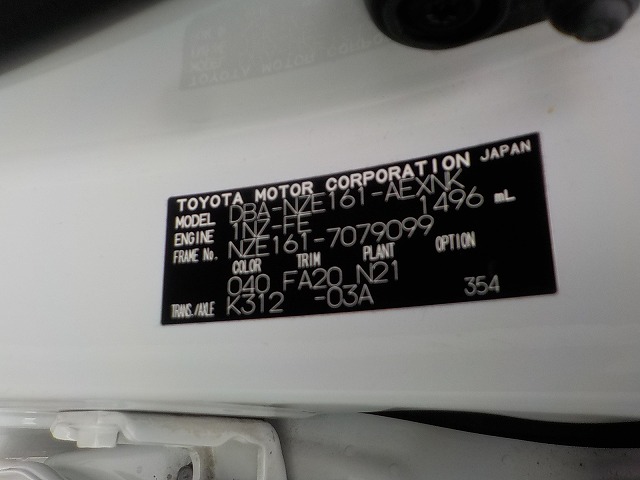 TOYOTA MOTOR CORPORATION JAPAN
MODEL DBA-NZE161-AEXNK
ENGINE 1NZ-FE 1496 mL
FRAME No. NZE161-7079099
COLOR TRIM PLANT OPTION
040 FA20 N21
TRANS./AXLE K312 -03A 354